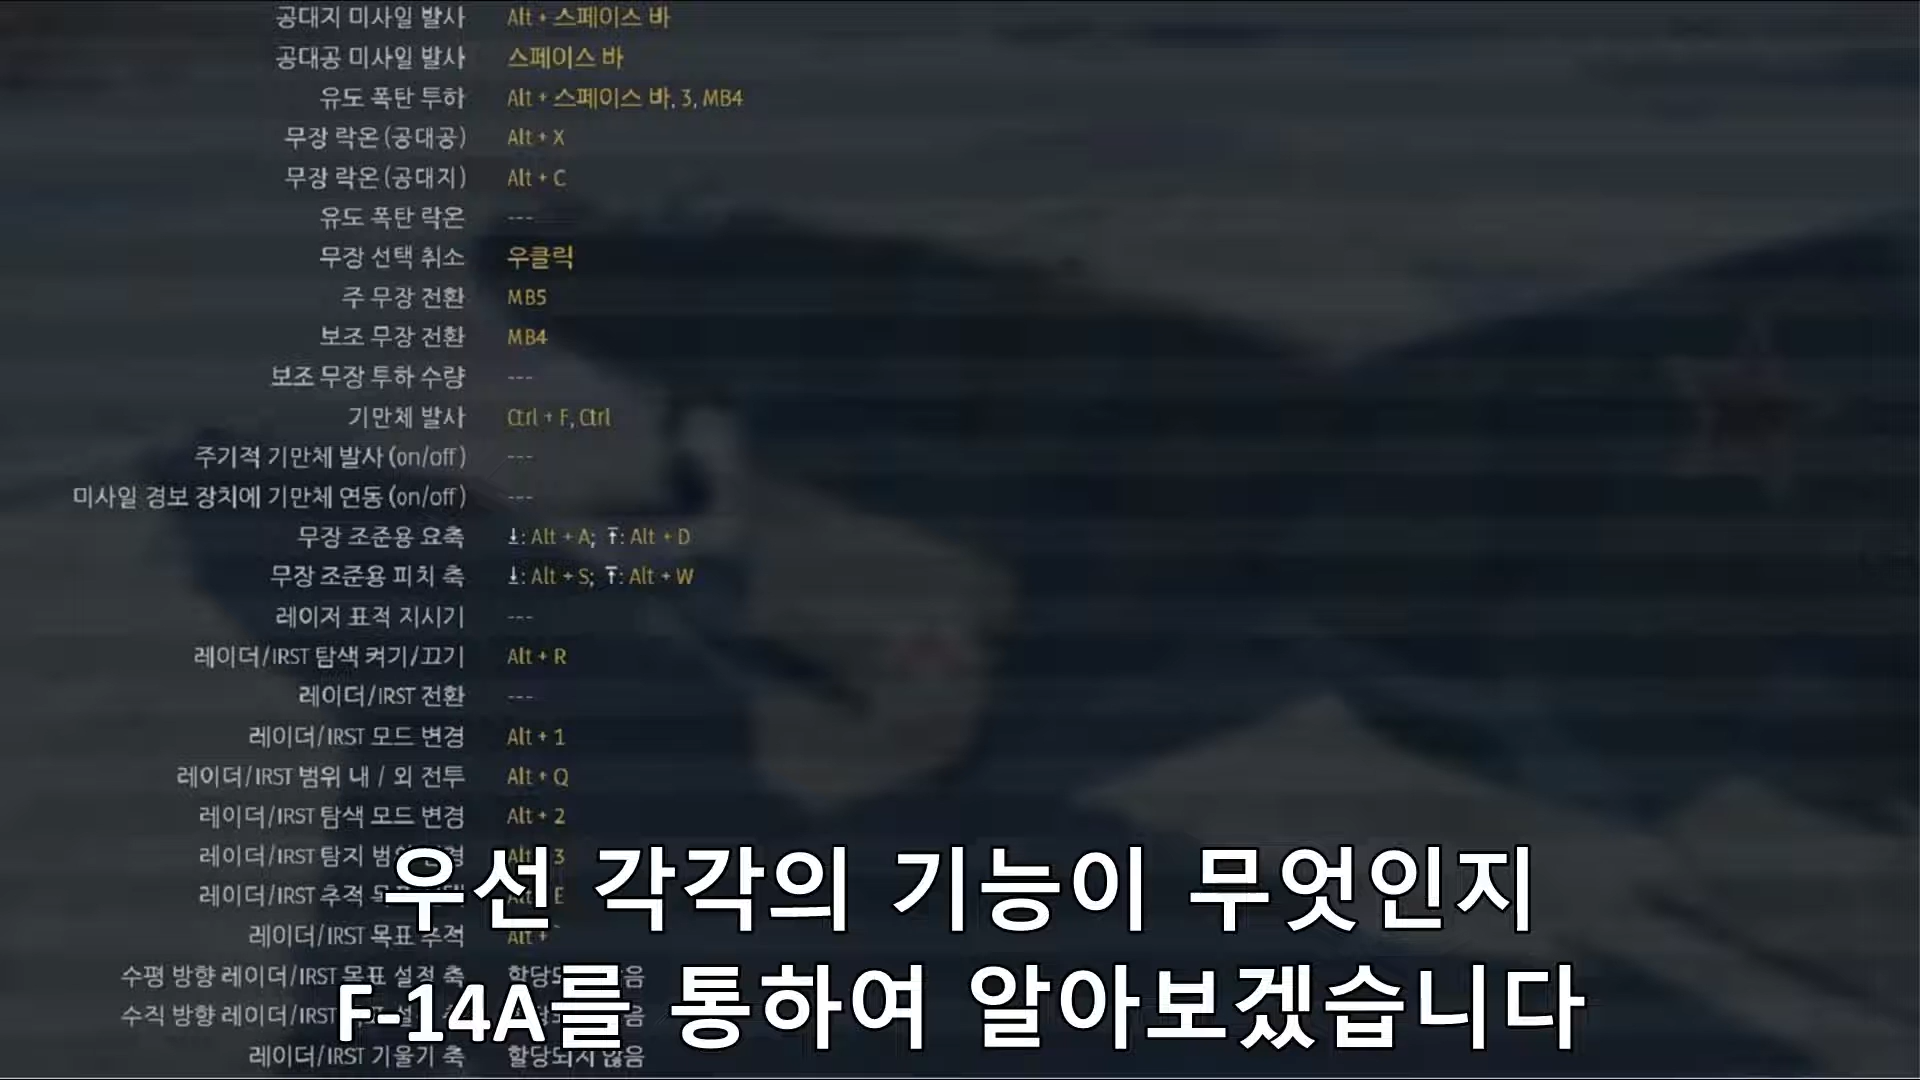 공대지 미사일 발사 Alt + 스페이스 바
공대공 미사일 발사 스페이스 바
유도 폭탄 투하 Alt + 스페이스 바, 3, MB4
무장 락온 (공대공) Alt + X
무장 락온 (공대지) Alt + C
유도 폭탄 락온 ---
무장 선택 취소 우클릭
주 무장 전환 MB5
보조 무장 전환 MB4
보조 무장 투하 수량 ---
기만체 발사 Ctrl + F, Ctrl
주기적 기만체 발사 (on/off) ---
미사일 경보 장치에 기만체 연동 (on/off) ---
무장 조준용 요축 ↓: Alt + A; ↑: Alt + D
무장 조준용 피치 축 ↓: Alt + S; ↑: Alt + W
레이저 표적 지시기 ---
레이더/IRST 탐색 켜기/끄기 Alt + R
레이더/IRST 전환 ---
레이더/IRST 모드 변경 Alt + 1
레이더/IRST 범위 내 / 외 전투 Alt + Q
레이더/IRST 탐색 모드 변경 Alt + 2
레이더/IRST 탐지 3
레이더/IRST 추적 E
레이더/IRST 목표 추적 Alt +
수평 방향 레이더/IRST 목표 설정 축
수직 방향 레이더/IRST
레이더/IRST 기울기 축 할당되지 않음
우선 각각의 기능이 무엇인지
F-14A를 통하여 알아보겠습니다